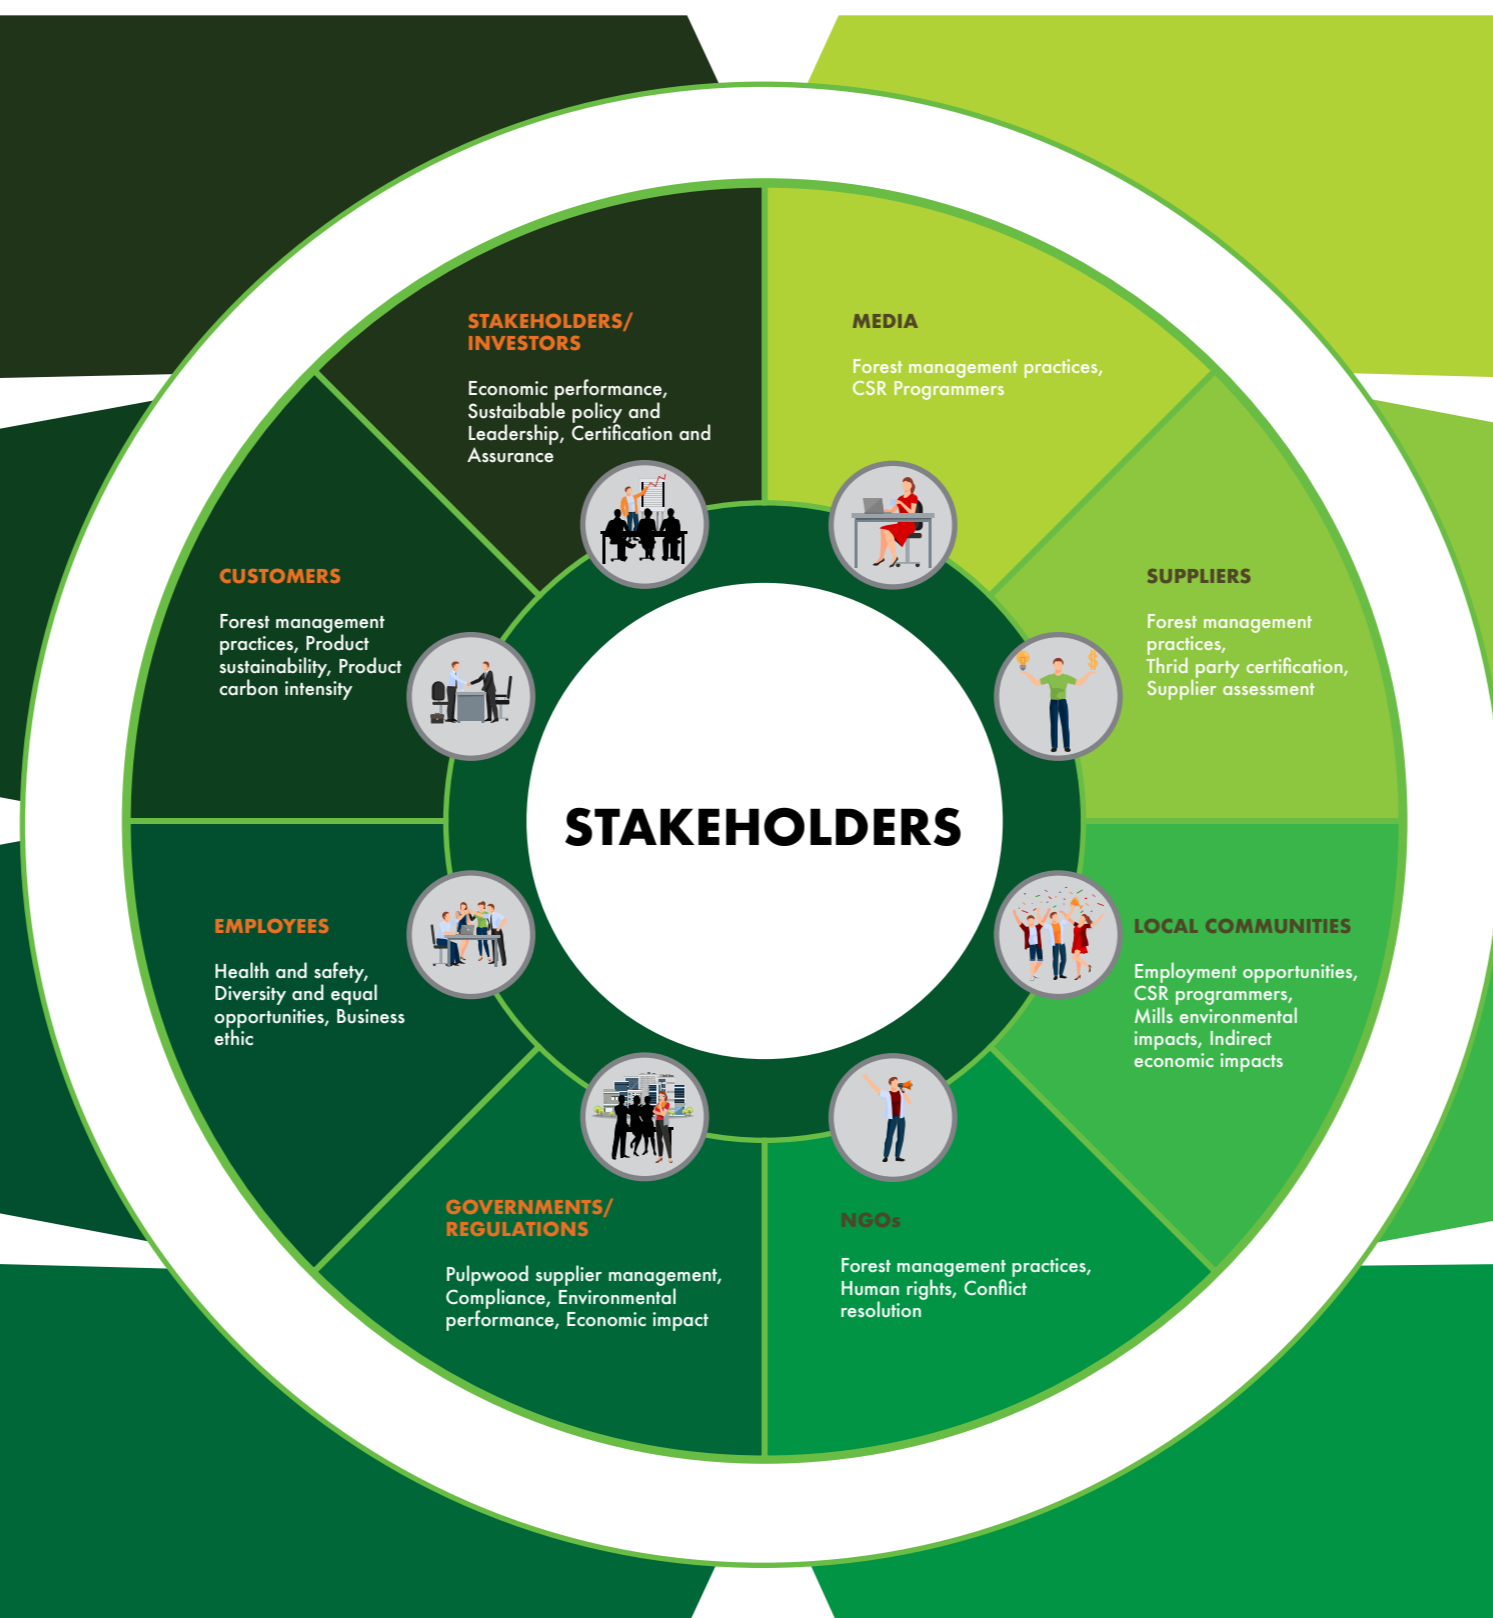 STAKEHOLDERS/
INVESTORS
Economic performance,
Sustaibable policy and
Leadership, Certification and
Assurance
MEDIA
Forest management practices,
CSR Programmers
CUSTOMERS
Forest management
practices, Product
sustainability, Product
carbon intensity
SUPPLIERS
Forest management
practices,
Thrid party certification,
Supplier assessment
STAKEHOLDERS
EMPLOYEES
Health and safety,
Diversity and equal
opportunities, Business
ethic
LOCAL COMMUNITIES
Employment opportunities,
CSR programmers,
Mills environmental
impacts, Indirect
economic impacts
GOVERNMENTS/
REGULATIONS
Pulpwood supplier management,
Compliance, Environmental
performance, Economic impact
NGOs
Forest management practices,
Human rights, Conflict
resolution